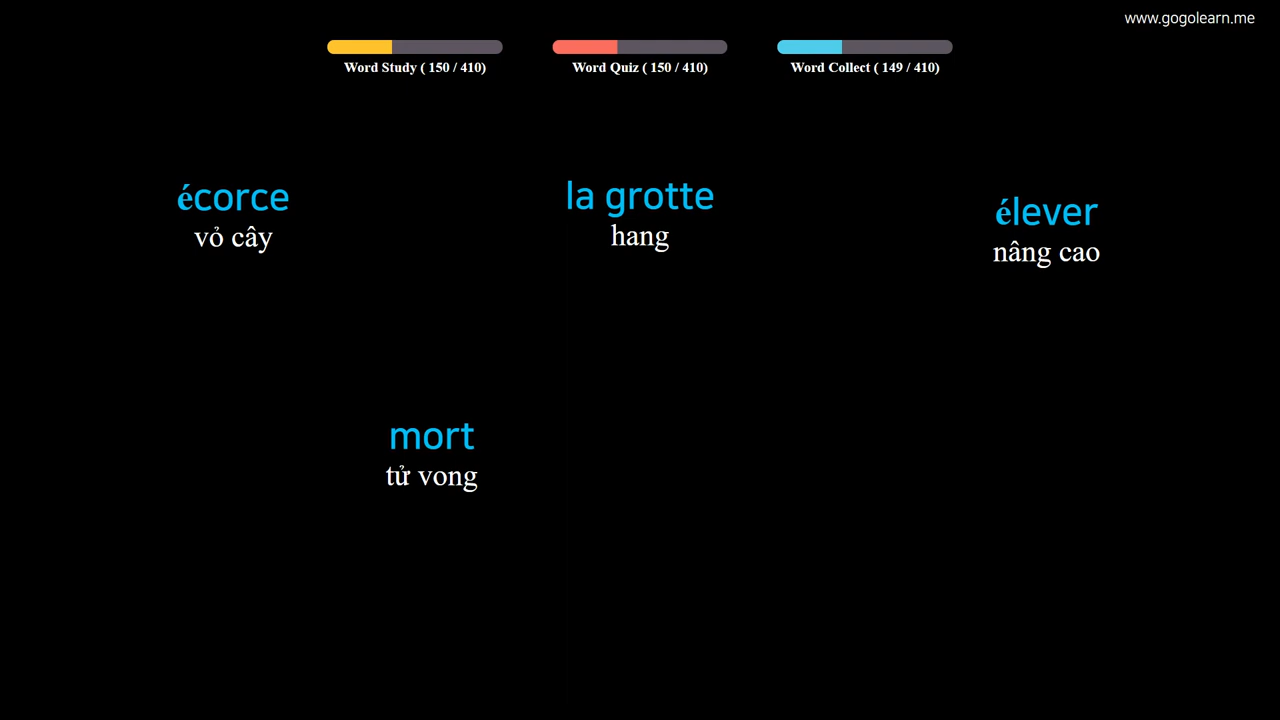 www.gogolearn.me
Word Study ( 150 / 410)
Word Quiz ( 150 / 410)
Word Collect ( 149 / 410)
écorce
vỏ cây
la grotte
hang
élever
nâng cao
mort
tử vong